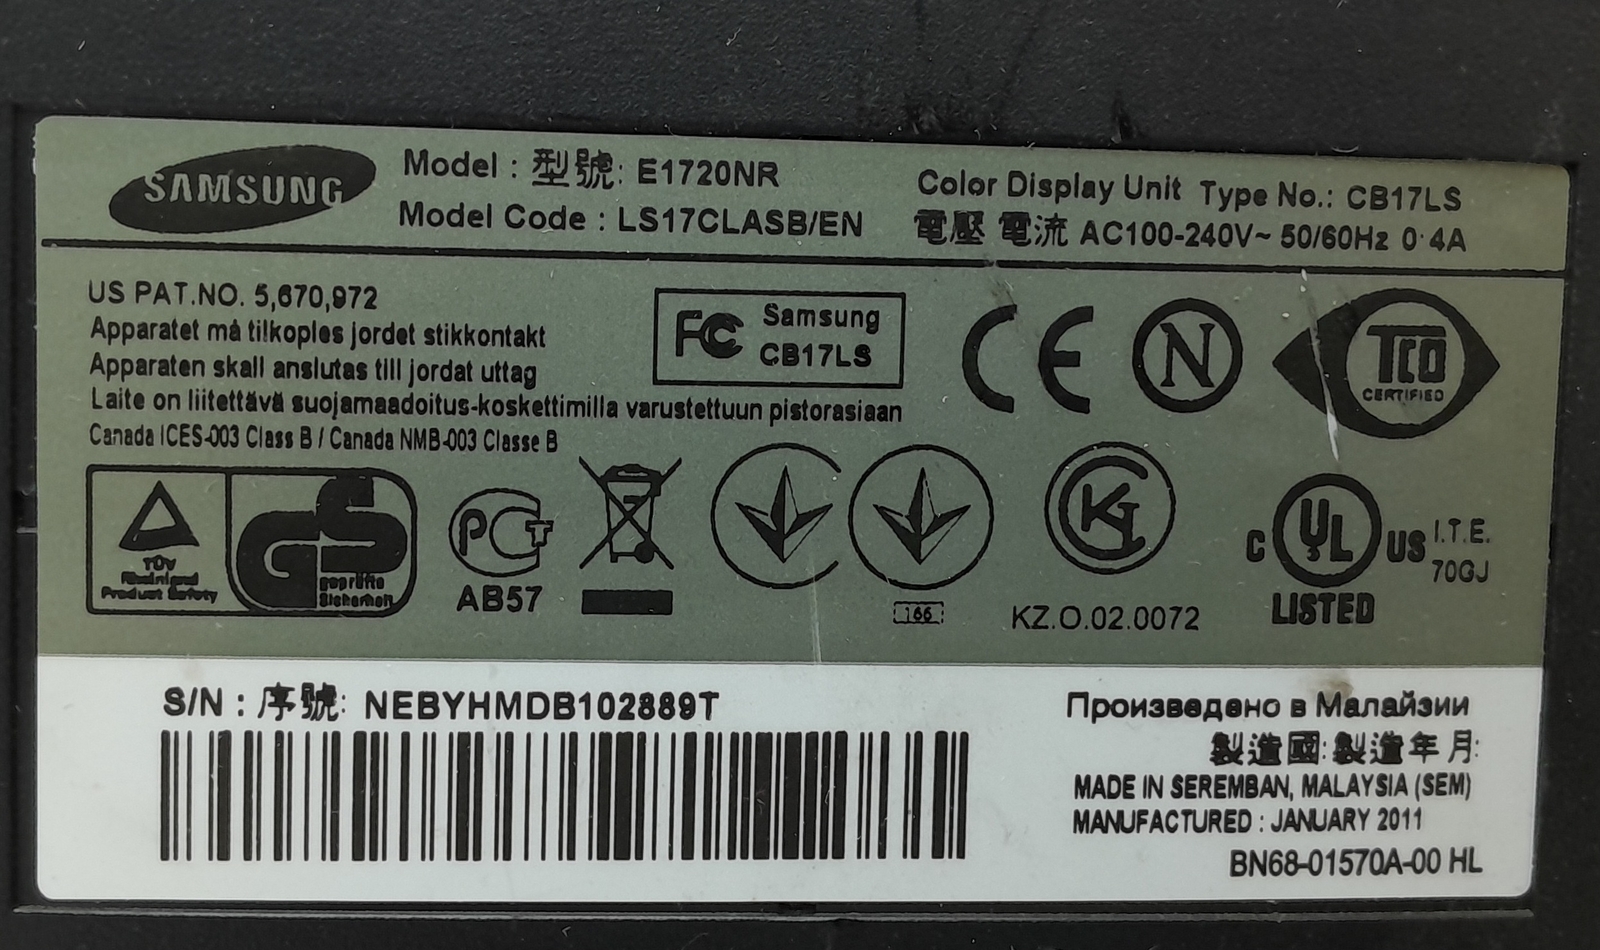 SAMSUNG
Model : 型號: E1720NR
Model Code : LS17CLASB/EN
Color Display Unit Type No.: CB17LS
電壓 電流 AC100-240V~ 50/60Hz 0·4A
US PAT.NO. 5,670,972
Apparatet må tilkoples jordet stikkontakt
Apparaten skall anslutas till jordat uttag
Laite on liitettävä suojamaadoitus-koskettimilla varustettuun pistorasiaan
Canada ICES-003 Class B / Canada NMB-003 Classe B
FC Samsung
CB17LS
CE
N
TCO
CERTIFIED
TÜV
Rheinland
Product Safety
GS
geprüfte
Sicherheit
PCT
AB57
166
KZ.O.02.0072
C UL US I.T.E.
70GJ
LISTED
S/N : 序號: NEBYHMDB102889T
Произведено в Малайзии
製造國: 製造年月:
MADE IN SEREMBAN, MALAYSIA (SEM)
MANUFACTURED : JANUARY 2011
BN68-01570A-00 HL